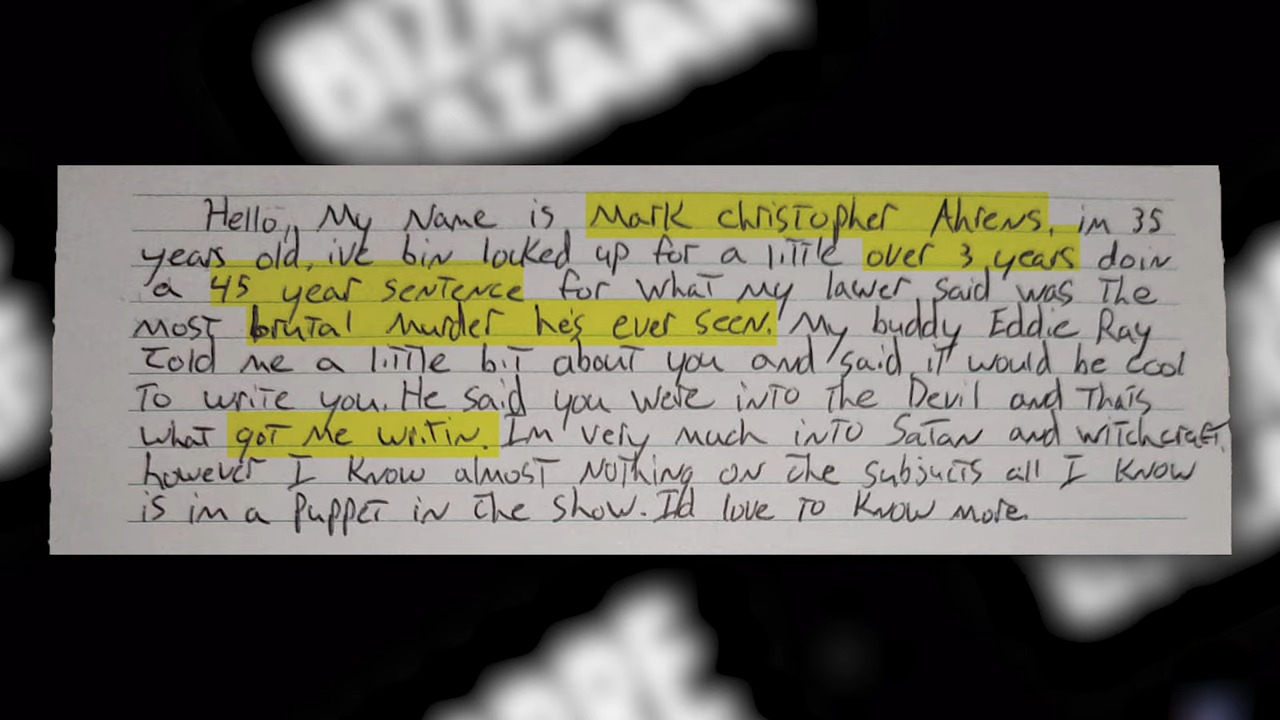 Hello, My Name is Mark christopher Ahrens, im 35
years old, ive bin locked up for a little over 3 years doin
a 45 year sentence for what my lawer said was the
most brutal murder he's ever seen. My buddy Eddie Ray
told me a little bit about you and said it would be cool
to write you. He said you were into the Devil and thats
what got me writin. Im very much into Satan and witchcraft,
however I know almost nothing on the subjucts all I know
is im a puppet in the show. I'd love to know more.